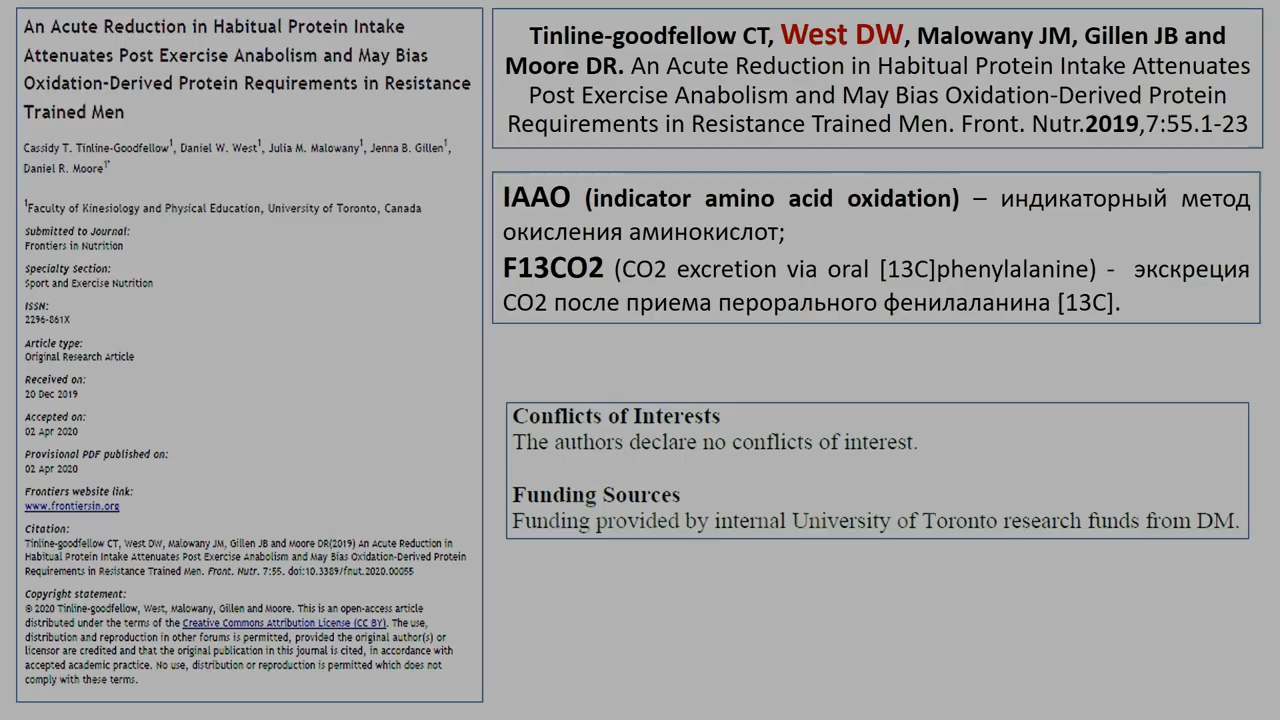 An Acute Reduction in Habitual Protein Intake
Attenuates Post Exercise Anabolism and May Bias
Oxidation-Derived Protein Requirements in Resistance
Trained Men
Cassidy T. Tinline-Goodfellow1, Daniel W. West1, Julia M. Malowany1, Jenna B. Gillen1,
Daniel R. Moore1*
1Faculty of Kinesiology and Physical Education, University of Toronto, Canada
Submitted to Journal:
Frontiers in Nutrition
Specialty Section:
Sport and Exercise Nutrition
ISSN:
2296-861X
Article type:
Original Research Article
Received on:
20 Dec 2019
Accepted on:
02 Apr 2020
Provisional PDF published on:
02 Apr 2020
Frontiers website link:
www.frontiersin.org
Citation:
Tinline-goodfellow CT, West DW, Malowany JM, Gillen JB and Moore DR(2019) An Acute Reduction in
Habitual Protein Intake Attenuates Post Exercise Anabolism and May Bias Oxidation-Derived Protein
Requirements in Resistance Trained Men. Front. Nutr. 7:55. doi:10.3389/fnut.2020.00055
Copyright statement:
© 2020 Tinline-goodfellow, West, Malowany, Gillen and Moore. This is an open-access article
distributed under the terms of the Creative Commons Attribution License (CC BY). The use,
distribution and reproduction in other forums is permitted, provided the original author(s) or
licensor are credited and that the original publication in this journal is cited, in accordance with
accepted academic practice. No use, distribution or reproduction is permitted which does not
comply with these terms.
Tinline-goodfellow CT, West DW, Malowany JM, Gillen JB and
Moore DR. An Acute Reduction in Habitual Protein Intake Attenuates
Post Exercise Anabolism and May Bias Oxidation-Derived Protein
Requirements in Resistance Trained Men. Front. Nutr.2019,7:55.1-23
IAAO (indicator amino acid oxidation) – индикаторный метод
окисления аминокислот;
F13CO2 (CO2 excretion via oral [13C]phenylalanine) - экскреция
СО2 после приема перорального фенилаланина [13C].
Conflicts of Interests
The authors declare no conflicts of interest.
Funding Sources
Funding provided by internal University of Toronto research funds from DM.